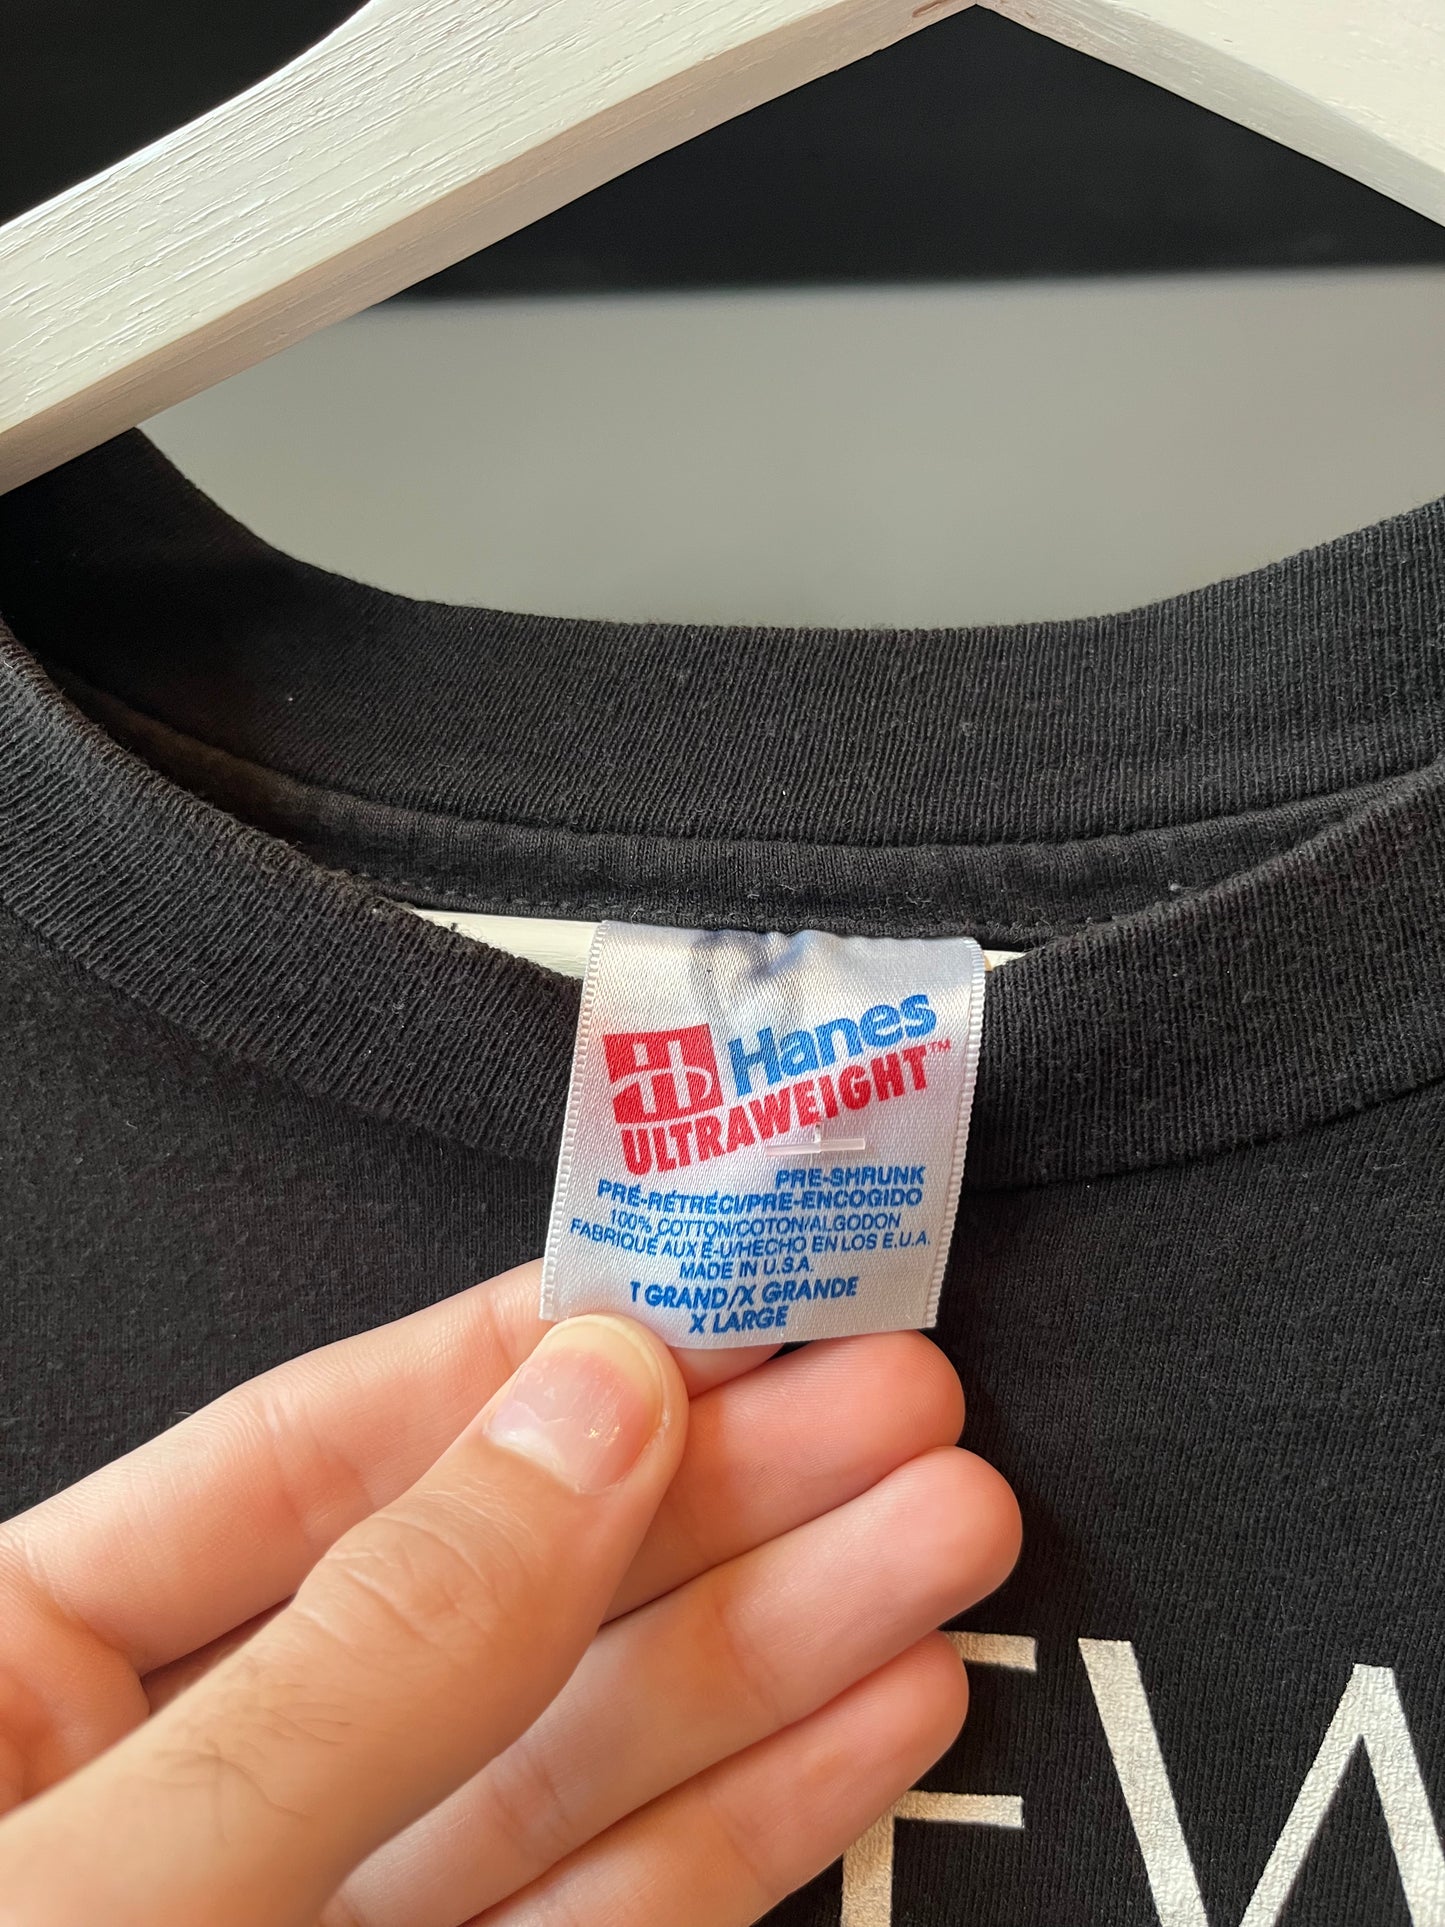 H Hanes
ULTRAWEIGHT™
PRE-SHRUNK
PRÉ-RÉTRÉCI/PRE-ENCOGIDO
100% COTTON/COTON/ALGODON
FABRIQUÉ AUX É-U/HECHO EN LOS E.U.A.
MADE IN U.S.A.
T GRAND/X GRANDE
X LARGE
EW